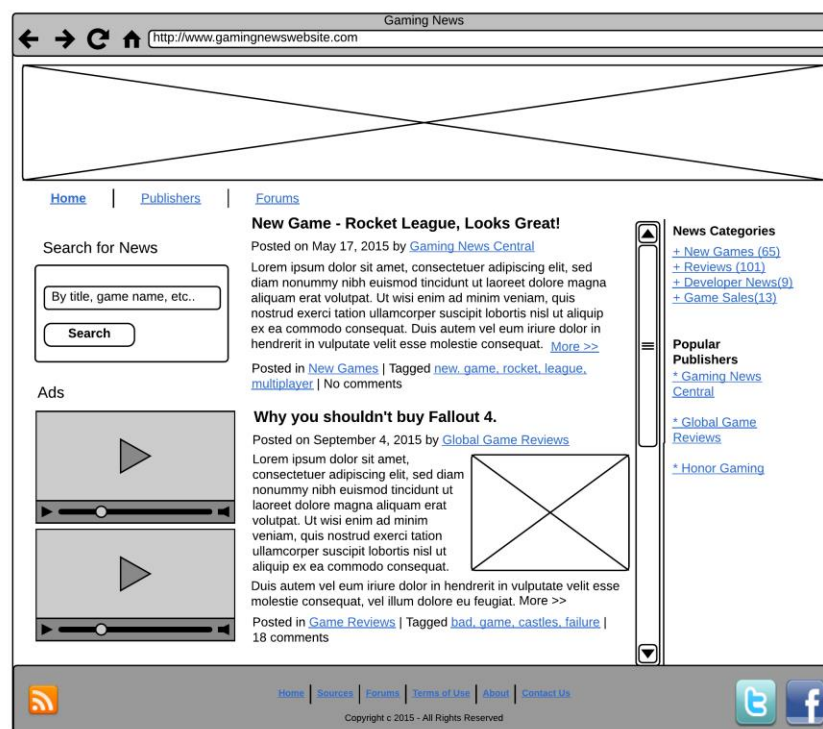 Gaming News
http://www.gamingnewswebsite.com
Home
Publishers
Forums
Search for News
By title, game name, etc..
Search
Ads
New Game - Rocket League, Looks Great!
Posted on May 17, 2015 by Gaming News Central
Lorem ipsum dolor sit amet, consectetuer adipiscing elit, sed
diam nonummy nibh euismod tincidunt ut laoreet dolore magna
aliquam erat volutpat. Ut wisi enim ad minim veniam, quis
nostrud exerci tation ullamcorper suscipit lobortis nisl ut aliquip
ex ea commodo consequat. Duis autem vel eum iriure dolor in
hendrerit in vulputate velit esse molestie consequat. More >>
Posted in New Games | Tagged new. game, rocket, league,
multiplayer | No comments
Why you shouldn't buy Fallout 4.
Posted on September 4, 2015 by Global Game Reviews
Lorem ipsum dolor sit amet,
consectetuer adipiscing elit, sed diam
nonummy nibh euismod tincidunt ut
laoreet dolore magna aliquam erat
volutpat. Ut wisi enim ad minim
veniam, quis nostrud exerci tation
ullamcorper suscipit lobortis nisl ut
aliquip ex ea commodo consequat.
Duis autem vel eum iriure dolor in hendrerit in vulputate velit esse
molestie consequat, vel illum dolore eu feugiat. More >>
Posted in Game Reviews | Tagged bad, game, castles, failure |
18 comments
News Categories
+ New Games (65)
+ Reviews (101)
+ Developer News(9)
+ Game Sales(13)
Popular
Publishers
* Gaming News
Central
* Global Game
Reviews
* Honor Gaming
Home | Sources | Forums | Terms of Use | About | Contact Us
Copyright c 2015 - All Rights Reserved